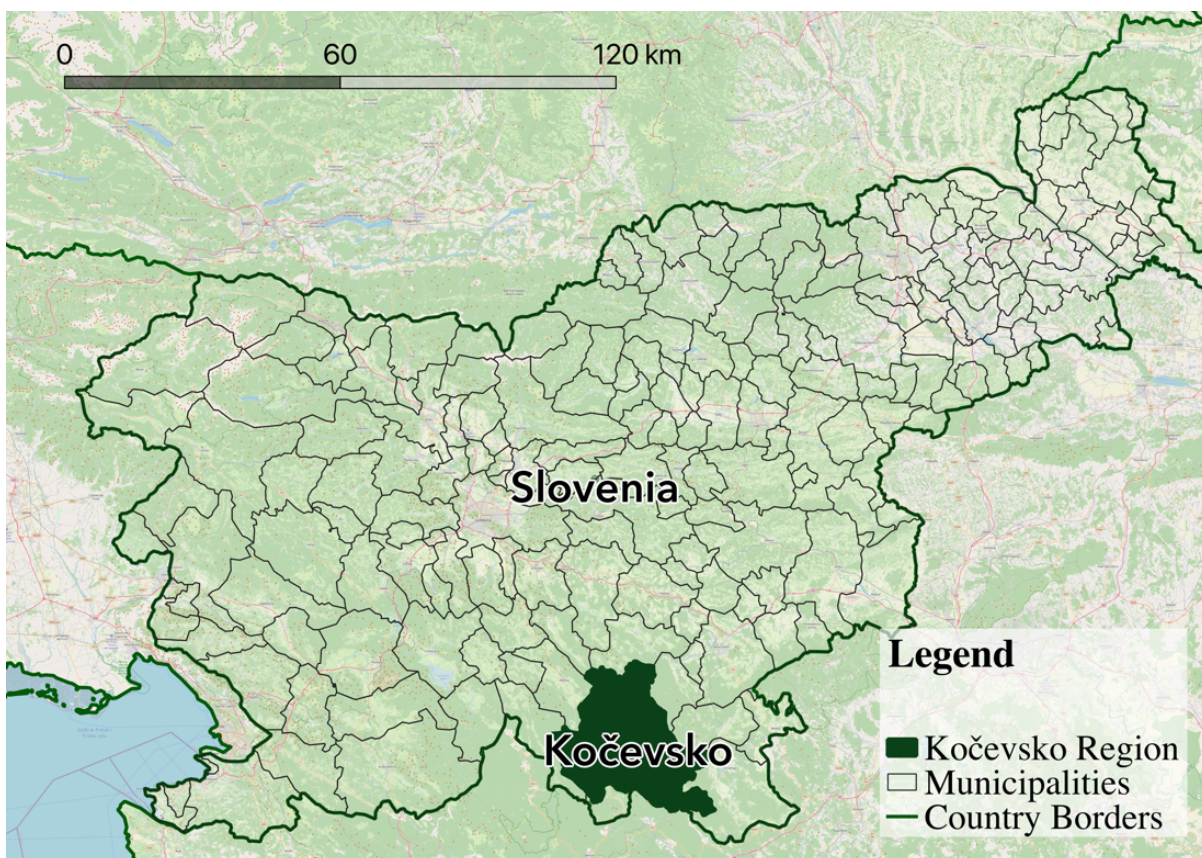 0 60 120 km
Slovenia
Kočevsko
Legend
Kočevsko Region
Municipalities
Country Borders